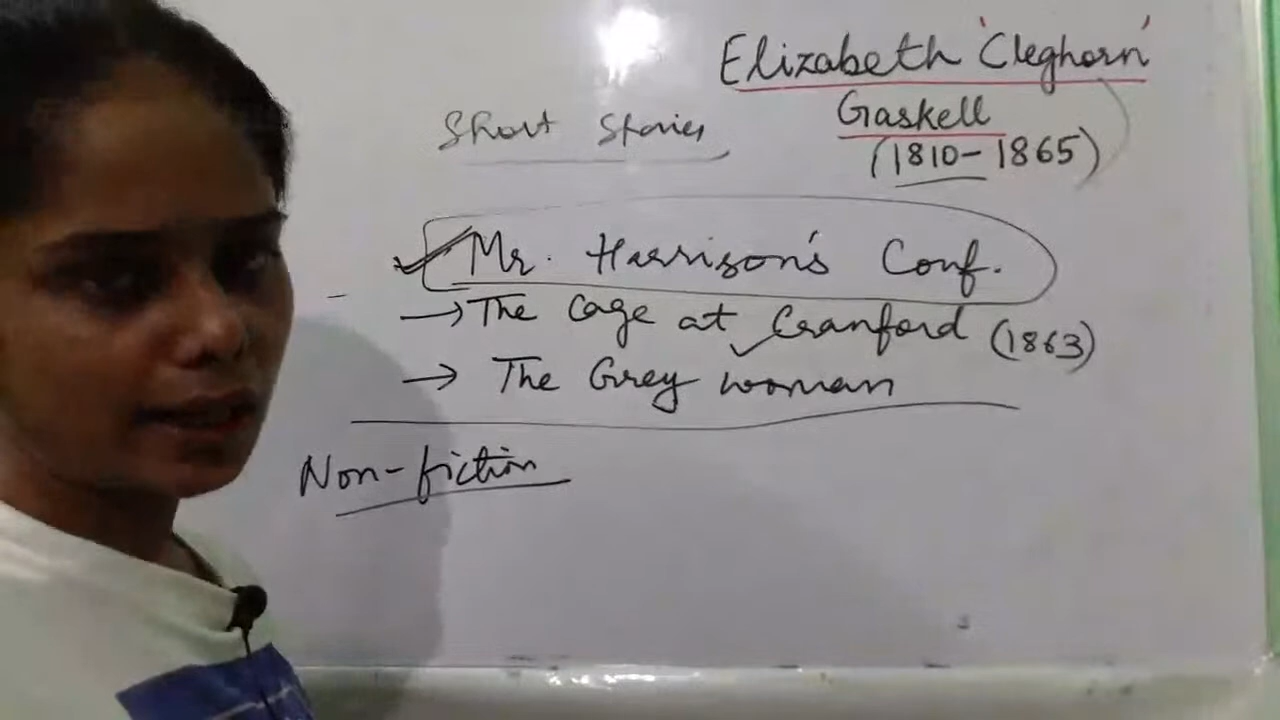 Elizabeth 'Cleghorn'
Gaskell
(1810-1865)
Short Stories
Mr. Harrison's Conf.
→ The Cage at Cranford (1863)
→ The Grey woman
Non-fiction